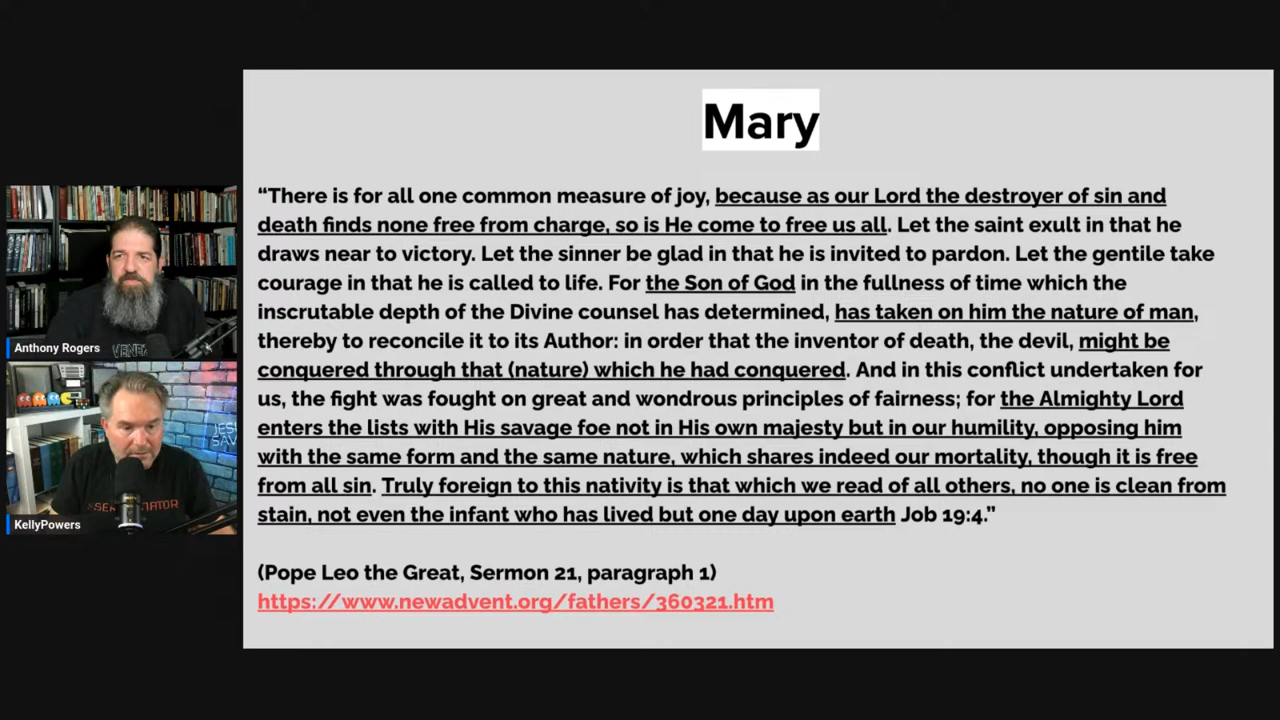 Mary
“There is for all one common measure of joy, because as our Lord the destroyer of sin and
death finds none free from charge, so is He come to free us all. Let the saint exult in that he
draws near to victory. Let the sinner be glad in that he is invited to pardon. Let the gentile take
courage in that he is called to life. For the Son of God in the fullness of time which the
inscrutable depth of the Divine counsel has determined, has taken on him the nature of man,
thereby to reconcile it to its Author: in order that the inventor of death, the devil, might be
conquered through that (nature) which he had conquered. And in this conflict undertaken for
us, the fight was fought on great and wondrous principles of fairness; for the Almighty Lord
enters the lists with His savage foe not in His own majesty but in our humility, opposing him
with the same form and the same nature, which shares indeed our mortality, though it is free
from all sin. Truly foreign to this nativity is that which we read of all others, no one is clean from
stain, not even the infant who has lived but one day upon earth Job 19:4.”
(Pope Leo the Great, Sermon 21, paragraph 1)
https://www.newadvent.org/fathers/360321.htm
Anthony Rogers
KellyPowers